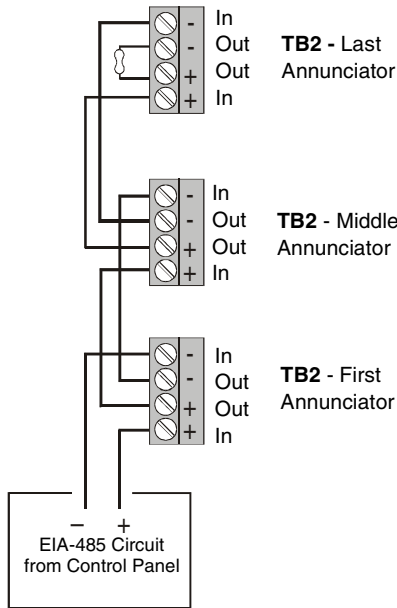 - In
- Out
+ Out
+ In
TB2 - Last
Annunciator
- In
- Out
+ Out
+ In
TB2 - Middle
Annunciator
- In
- Out
+ Out
+ In
TB2 - First
Annunciator
– +
EIA-485 Circuit
from Control Panel